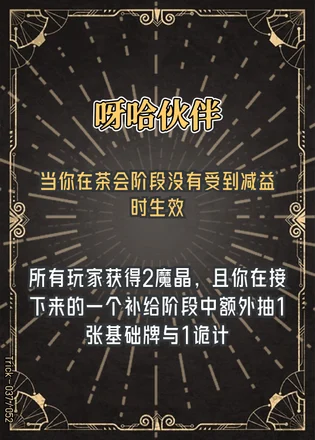 呀哈伙伴
当你在茶会阶段没有受到减益
时生效
所有玩家获得2魔晶，且你在接
下来的一个补给阶段中额外抽1
张基础牌与1诡计
Trick-037/052